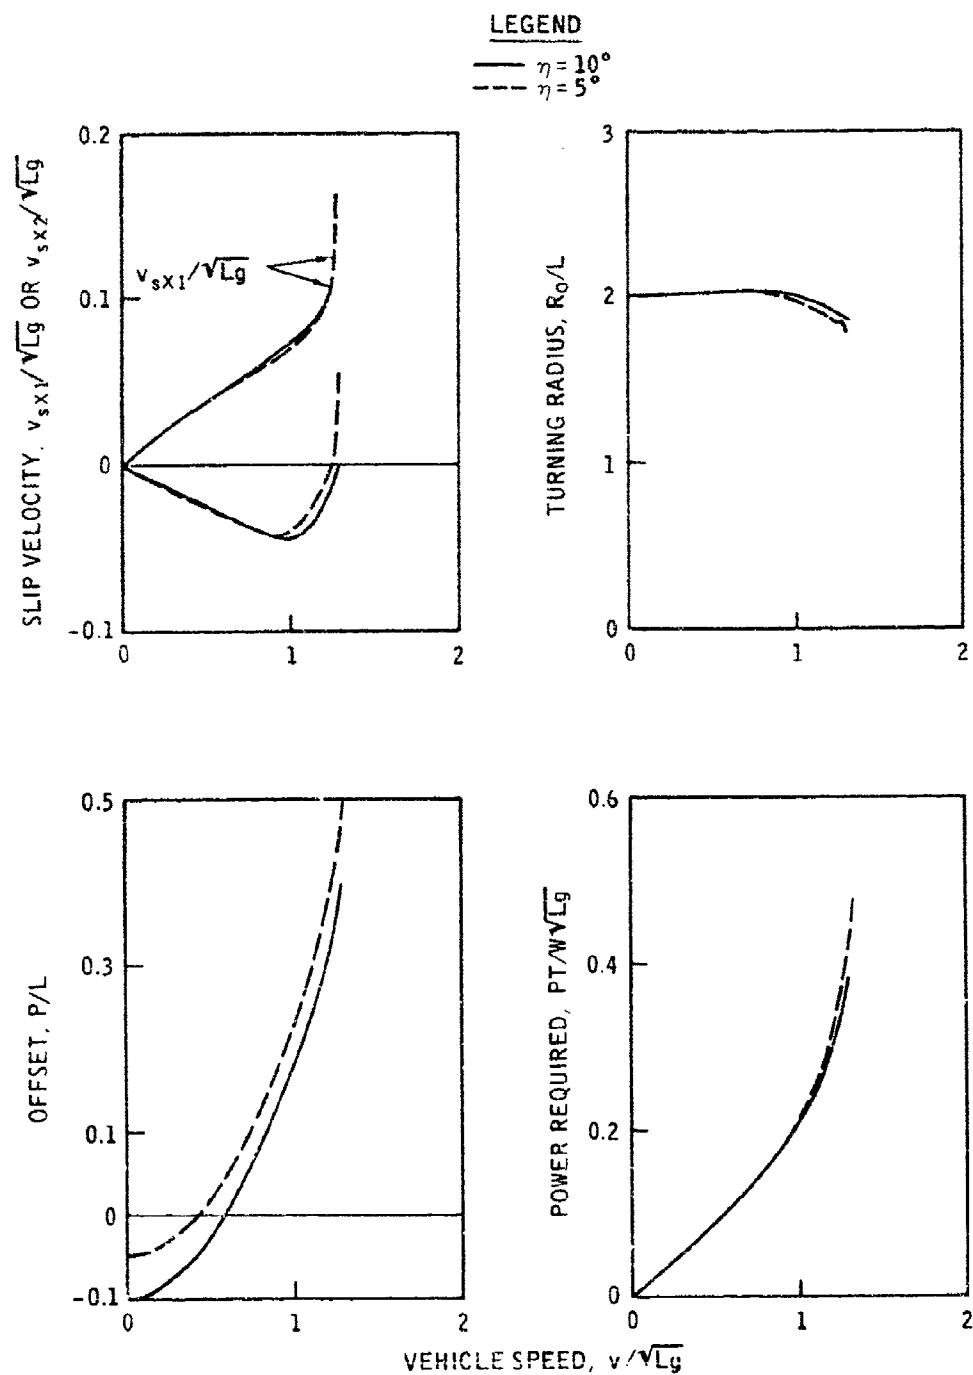 LEGEND
η = 10°
η = 5°
SLIP VELOCITY, v_sX1/√Lg OR v_sX2/√Lg
0.2
0.1
0
-0.1
0 1 2
v_sX1/√Lg
TURNING RADIUS, R₀/L
3
2
1
0
0 1 2
OFFSET, P/L
0.5
0.3
0.1
0
-0.1
0 1 2
POWER REQUIRED, PT/W√Lg
0.6
0.4
0.2
0
0 1 2
VEHICLE SPEED, v/√Lg